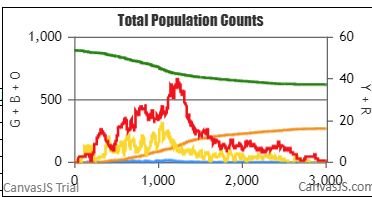 Total Population Counts
1,000
500
0
G + B + O
60
40
20
0
Y + R
0
1,000
2,000
3,000
CanvasJS Trial
CanvasJS.com